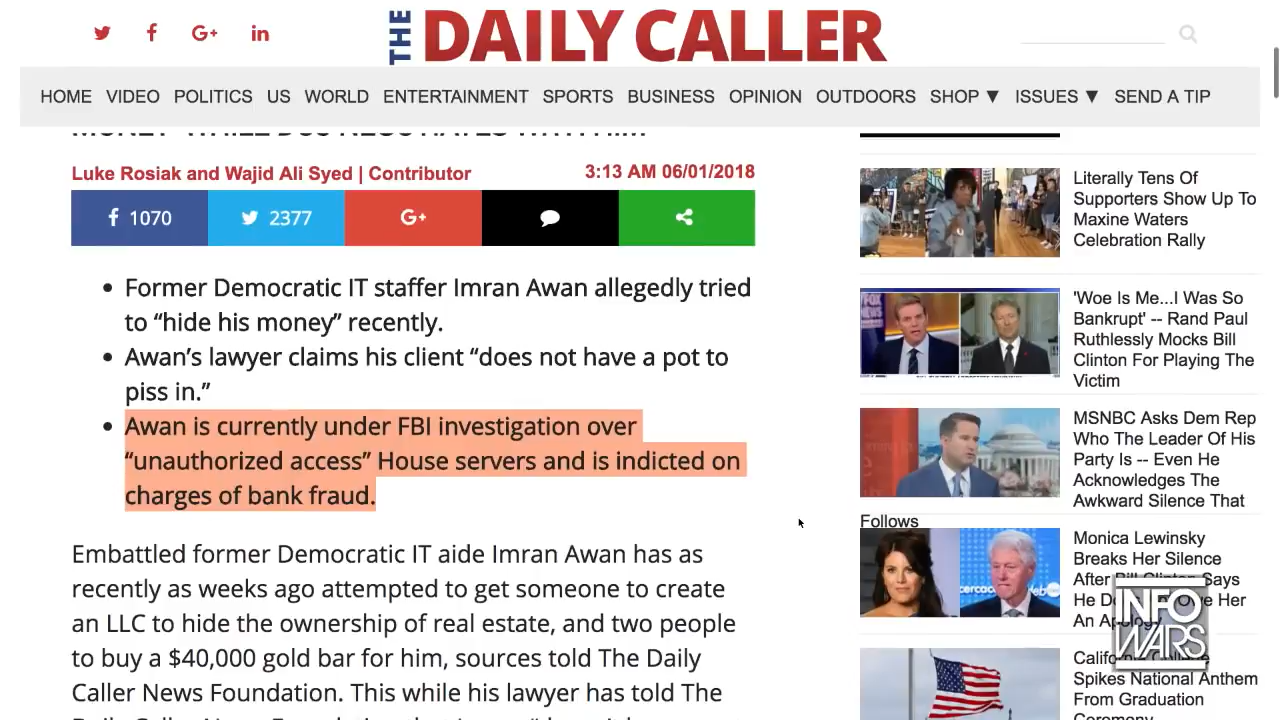 THE DAILY CALLER
HOME VIDEO POLITICS US WORLD ENTERTAINMENT SPORTS BUSINESS OPINION OUTDOORS SHOP ▼ ISSUES ▼ SEND A TIP
Luke Rosiak and Wajid Ali Syed | Contributor
3:13 AM 06/01/2018
1070
2377
G+
• Former Democratic IT staffer Imran Awan allegedly tried
to “hide his money” recently.
• Awan’s lawyer claims his client “does not have a pot to
piss in.”
• Awan is currently under FBI investigation over
“unauthorized access” House servers and is indicted on
charges of bank fraud.
Embattled former Democratic IT aide Imran Awan has as
recently as weeks ago attempted to get someone to create
an LLC to hide the ownership of real estate, and two people
to buy a $40,000 gold bar for him, sources told The Daily
Caller News Foundation. This while his lawyer has told The
Literally Tens Of
Supporters Show Up To
Maxine Waters
Celebration Rally
'Woe Is Me...I Was So
Bankrupt' -- Rand Paul
Ruthlessly Mocks Bill
Clinton For Playing The
Victim
MSNBC Asks Dem Rep
Who The Leader Of His
Party Is -- Even He
Acknowledges The
Awkward Silence That
Follows
Monica Lewinsky
Breaks Her Silence
After Bill Clinton Says
He Her
An
Spikes National Anthem
From Graduation
INFO
WARS